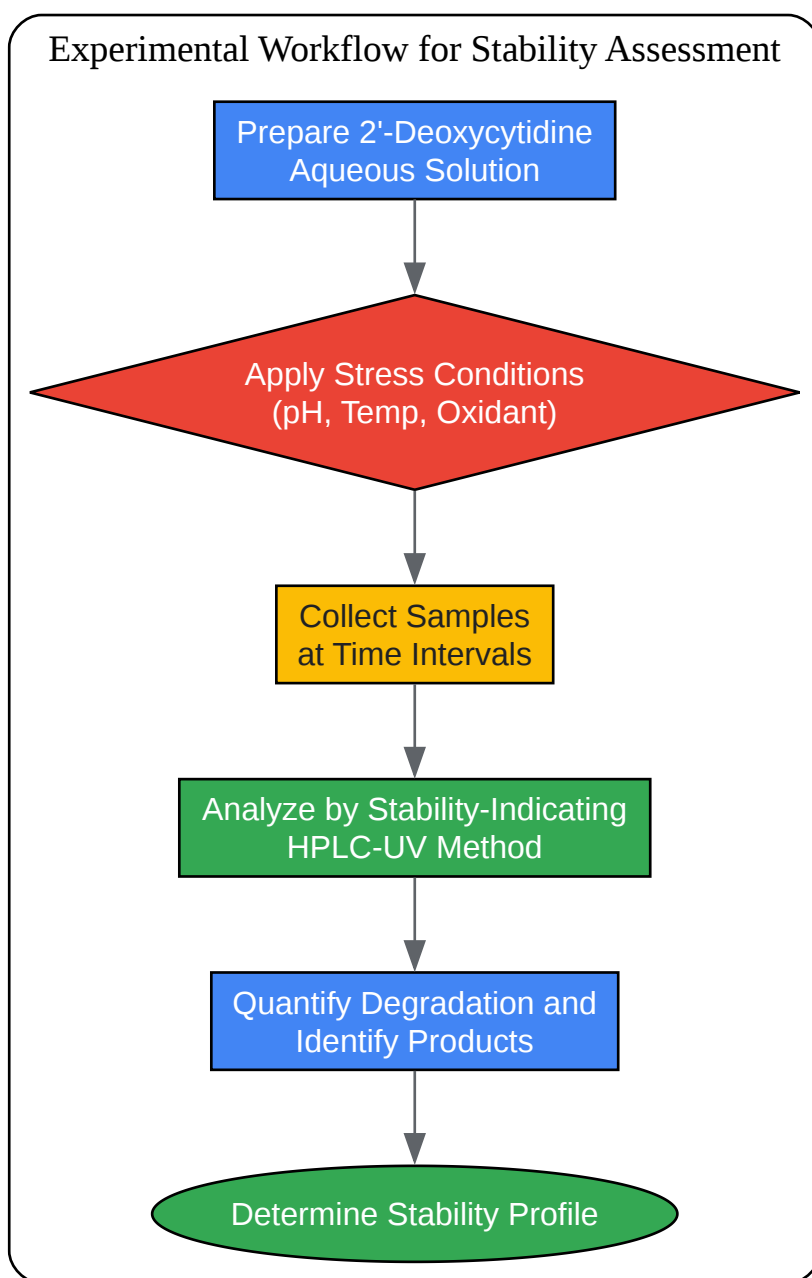 Experimental Workflow for Stability Assessment
Prepare 2'-Deoxycytidine
Aqueous Solution
Apply Stress Conditions
(pH, Temp, Oxidant)
Collect Samples
at Time Intervals
Analyze by Stability-Indicating
HPLC-UV Method
Quantify Degradation and
Identify Products
Determine Stability Profile